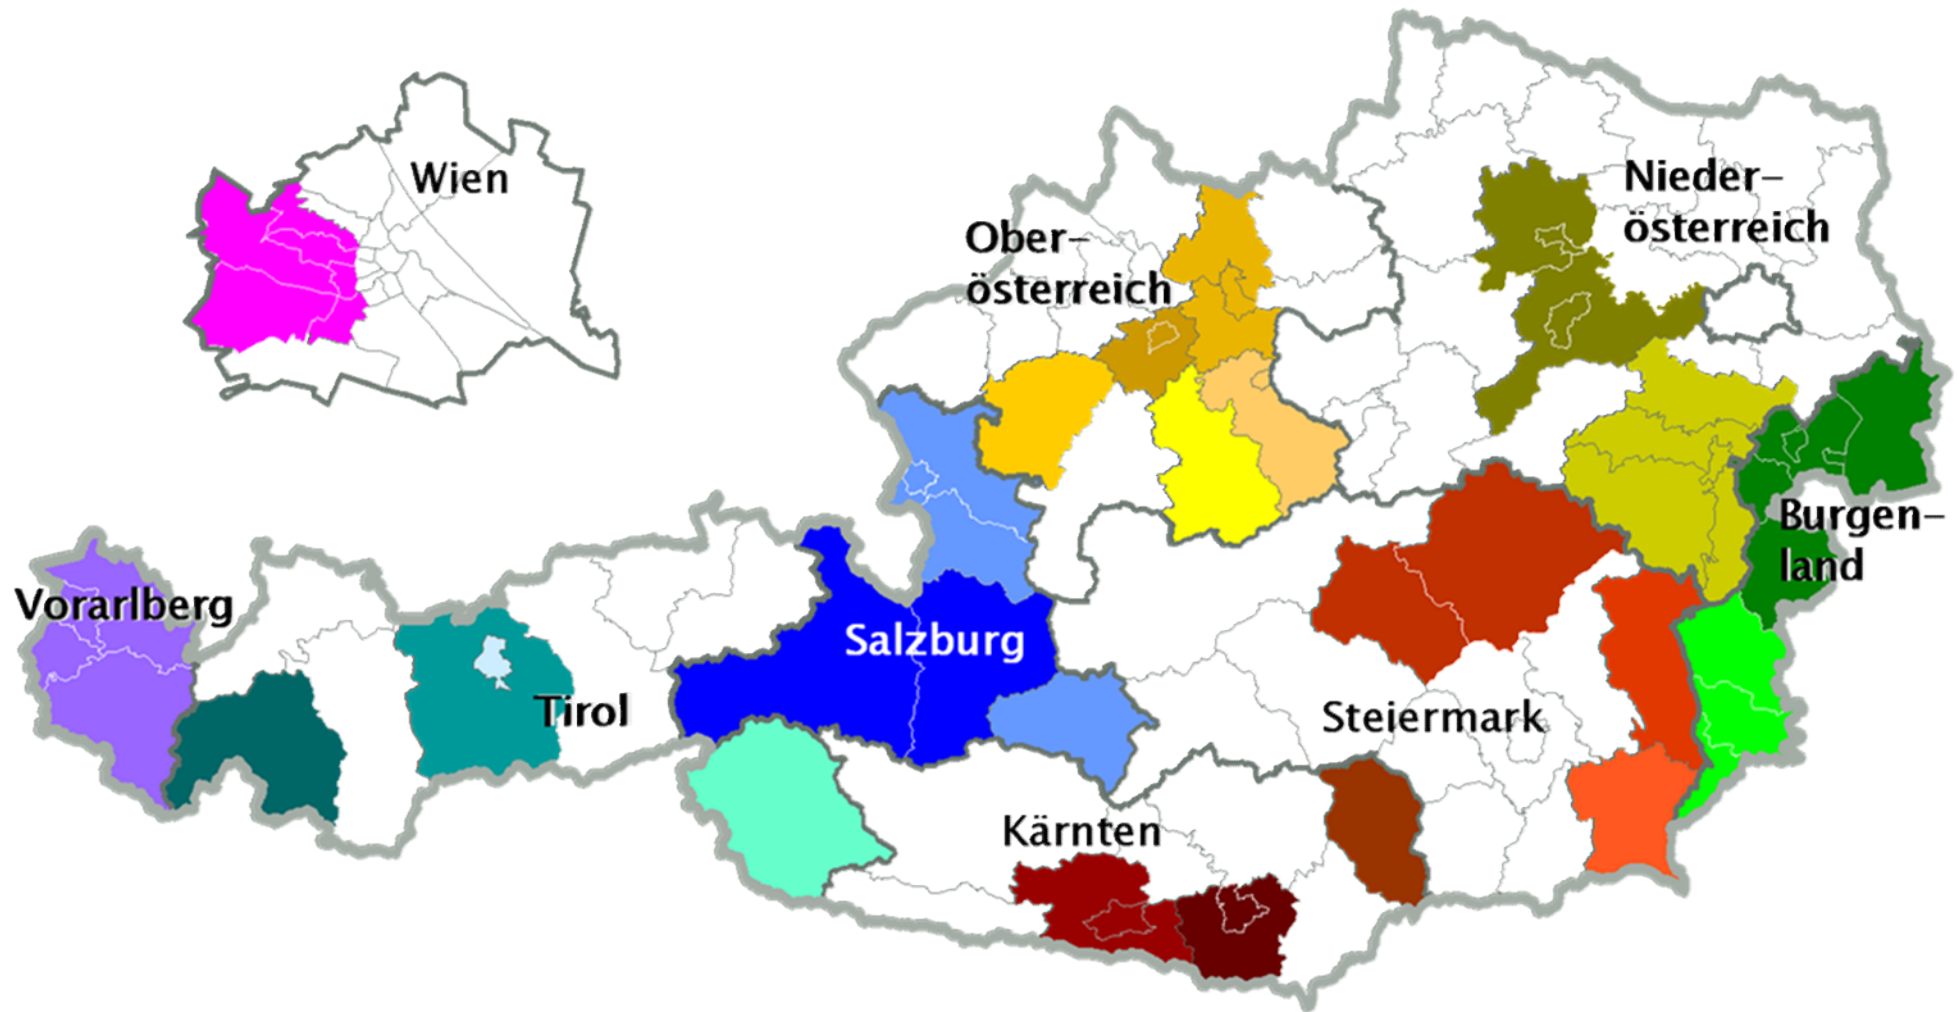 Wien
Nieder–
österreich
Ober–
österreich
Burgen–
land
Vorarlberg
Salzburg
Tirol
Steiermark
Kärnten